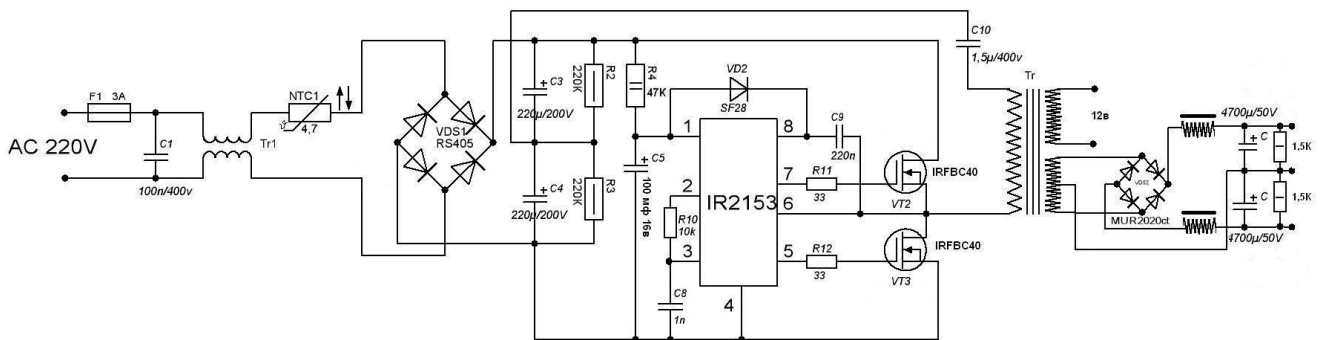 AC 220V
F1 3A
C1
100n/400v
Tr1
NTC1
4,7
VDS1
RS405
C3
220µ/200V
C4
220µ/200V
R2
220K
R3
220K
R4
47K
C5
100 мф 16в
VD2
SF28
1
2
3
4
5
6
7
8
IR2153
R10
10k
C8
1n
C9
220n
R11
33
R12
33
IRFBC40
VT2
IRFBC40
VT3
C10
1,5µ/400v
Tr
12в
VDS2
MUR2020ct
4700µ/50V
C
1,5K
C
1,5K
4700µ/50V